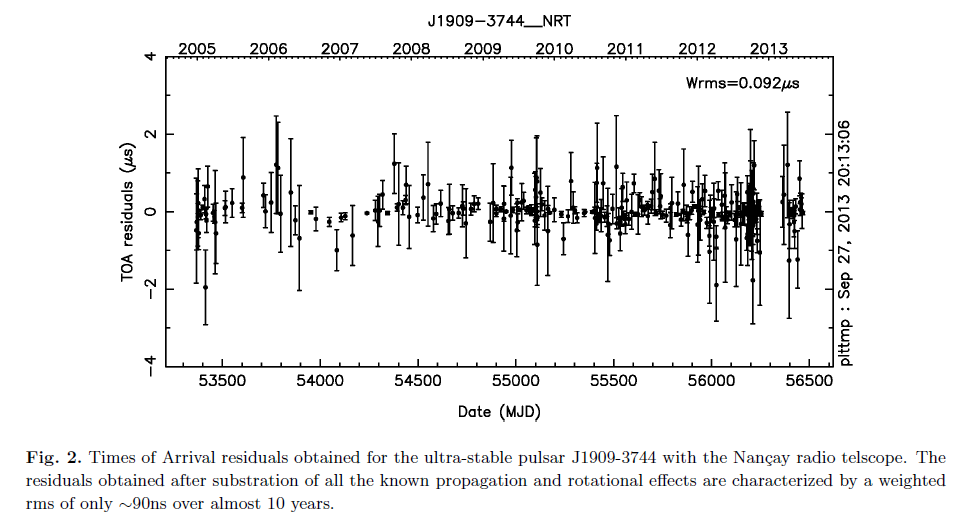 J1909−3744__NRT
2005 2006 2007 2008 2009 2010 2011 2012 2013
Wrms=0.092μs
4
2
0
−2
−4
TOA residuals (μs)
plttmp : Sep 27, 2013 20:13:06
53500 54000 54500 55000 55500 56000 56500
Date (MJD)
Fig. 2. Times of Arrival residuals obtained for the ultra-stable pulsar J1909-3744 with the Nançay radio telscope. The
residuals obtained after substration of all the known propagation and rotational effects are characterized by a weighted
rms of only ∼90ns over almost 10 years.